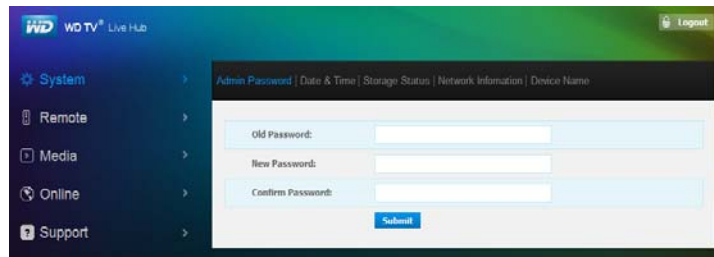 WD WD TV® Live Hub
Logout
System
Remote
Media
Online
Support
Admin Password | Date & Time | Storage Status | Network Infomation | Device Name
Old Password:
New Password:
Confirm Password:
Submit